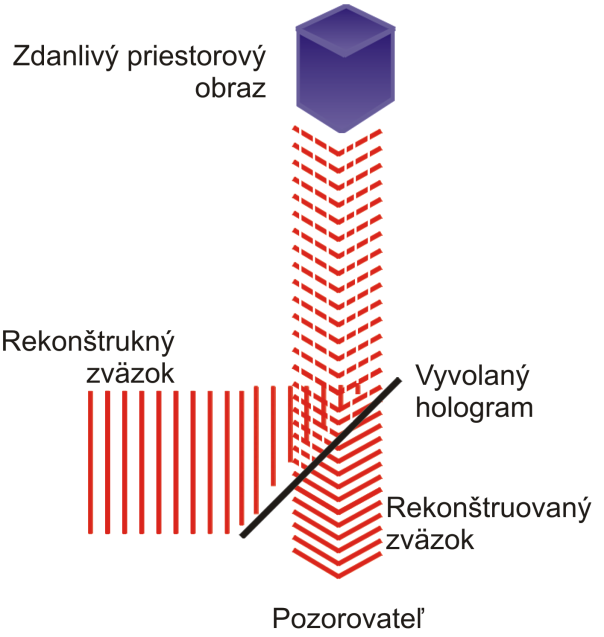 Zdanlivý priestorový
obraz
Rekonštrukný
zväzok
Vyvolaný
hologram
Rekonštruovaný
zväzok
Pozorovateľ